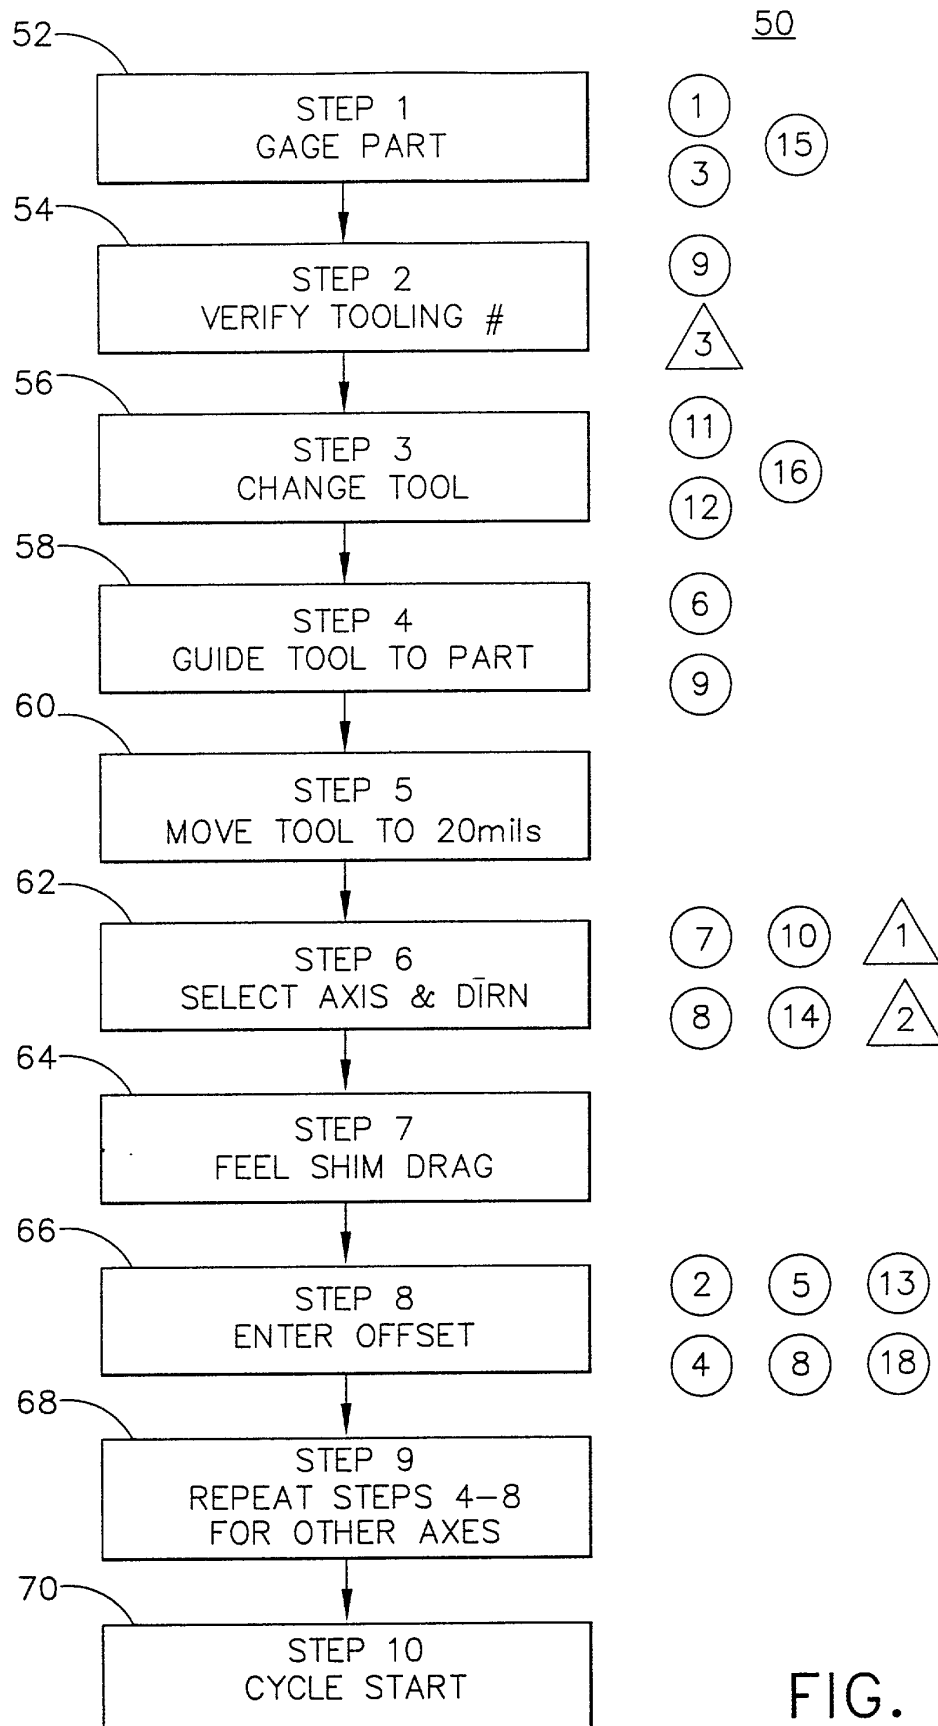 50
52
STEP 1
GAGE PART
1
15
3
54
STEP 2
VERIFY TOOLING #
9
3
56
STEP 3
CHANGE TOOL
11
16
12
58
STEP 4
GUIDE TOOL TO PART
6
9
60
STEP 5
MOVE TOOL TO 20mils
62
STEP 6
SELECT AXIS & DIRN
7 10 1
8 14 2
64
STEP 7
FEEL SHIM DRAG
66
STEP 8
ENTER OFFSET
2 5 13
4 8 18
68
STEP 9
REPEAT STEPS 4-8
FOR OTHER AXES
70
STEP 10
CYCLE START
FIG.